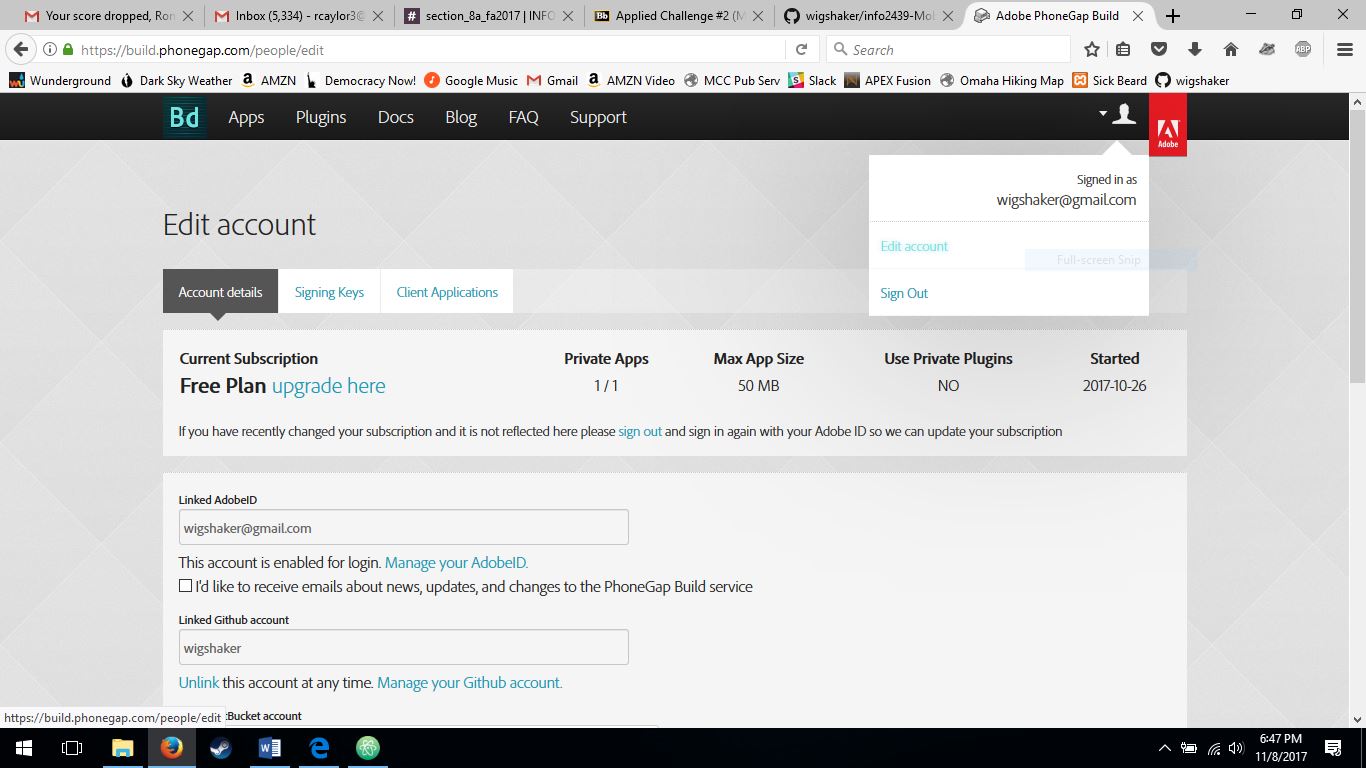 Your score dropped, Ron
Inbox (5,334) - rcaylor3@
section_8a_fa2017 | INFO
Bb Applied Challenge #2 (M
wigshaker/info2439-Mo
Adobe PhoneGap Build
https://build.phonegap.com/people/edit
Search
ABP
Wunderground Dark Sky Weather AMZN Democracy Now! Google Music Gmail AMZN Video MCC Pub Serv Slack APEX Fusion Omaha Hiking Map Sick Beard wigshaker
Bd Apps Plugins Docs Blog FAQ Support
Adobe
Signed in as
wigshaker@gmail.com
Edit account
Full-screen Snip
Sign Out
Edit account
Account details Signing Keys Client Applications
Current Subscription Private Apps Max App Size Use Private Plugins Started
Free Plan upgrade here 1 / 1 50 MB NO 2017-10-26
If you have recently changed your subscription and it is not reflected here please sign out and sign in again with your Adobe ID so we can update your subscription
Linked AdobeID
wigshaker@gmail.com
This account is enabled for login. Manage your AdobeID.
I'd like to receive emails about news, updates, and changes to the PhoneGap Build service
Linked Github account
wigshaker
Unlink this account at any time. Manage your Github account.
https://build.phonegap.com/people/edit
:Bucket account
6:47 PM
11/8/2017